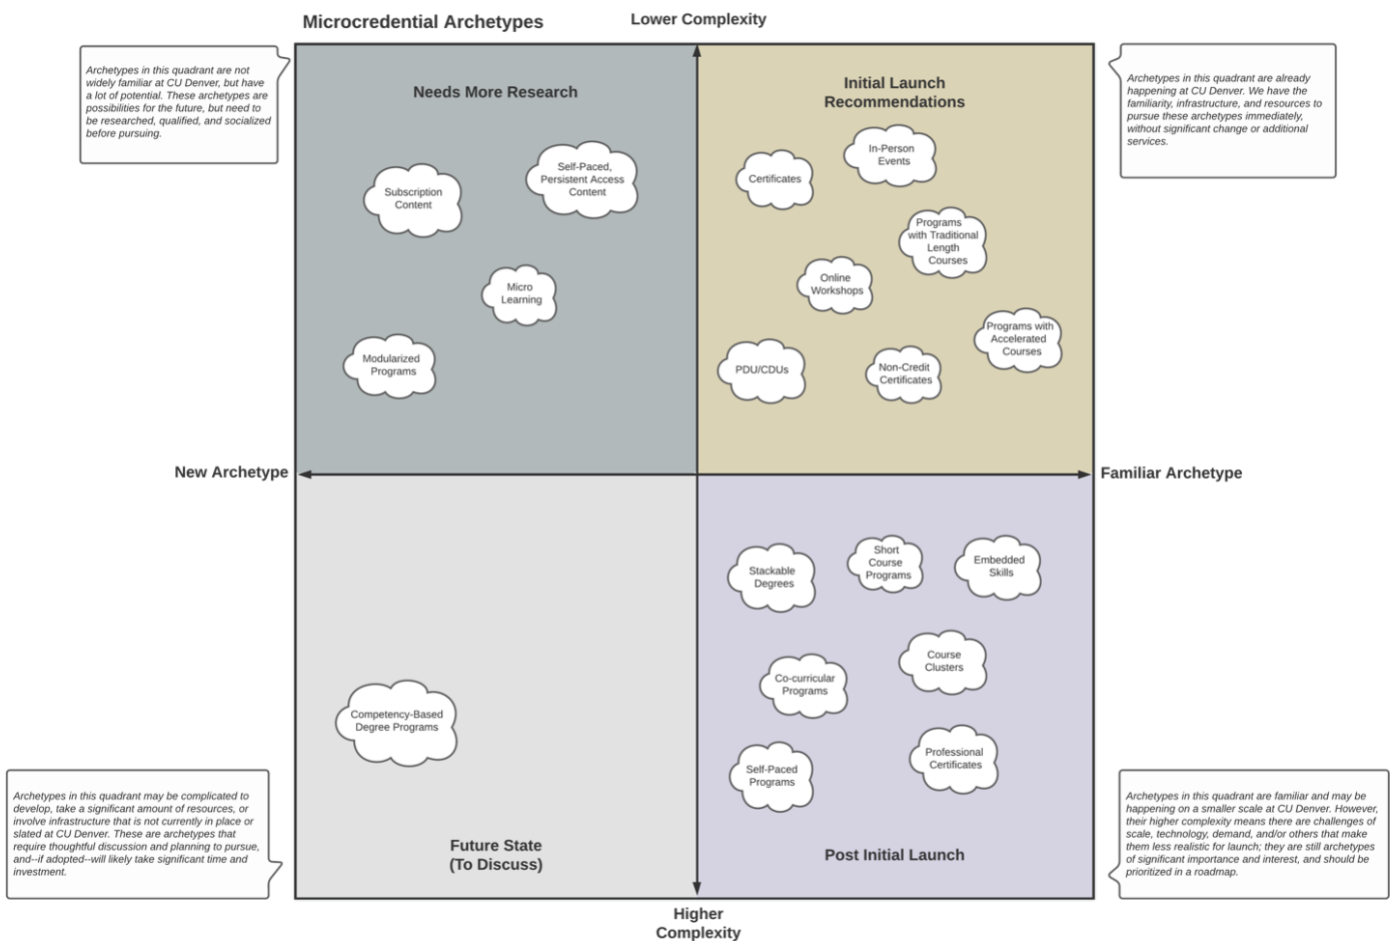 Microcredential Archetypes
Lower Complexity
Archetypes in this quadrant are not
widely familiar at CU Denver, but have
a lot of potential. These archetypes are
possibilities for the future, but need to
be researched, qualified, and socialized
before pursuing.
Needs More Research
Subscription
Content
Self-Paced,
Persistent Access
Content
Micro
Learning
Modularized
Programs
Initial Launch
Recommendations
In-Person
Events
Certificates
Programs
with Traditional
Length
Courses
Online
Workshops
Programs with
Accelerated
Courses
PDU/CDUs
Non-Credit
Certificates
Archetypes in this quadrant are already
happening at CU Denver. We have the
familiarity, infrastructure, and resources to
pursue these archetypes immediately,
without significant change or additional
services.
New Archetype
Familiar Archetype
Competency-Based
Degree Programs
Future State
(To Discuss)
Archetypes in this quadrant may be complicated to
develop, take a significant amount of resources, or
involve infrastructure that is not currently in place or
slated at CU Denver. These are archetypes that
require thoughtful discussion and planning to pursue,
and--if adopted--will likely take significant time and
investment.
Stackable
Degrees
Short
Course
Programs
Embedded
Skills
Course
Clusters
Co-curricular
Programs
Professional
Certificates
Self-Paced
Programs
Post Initial Launch
Archetypes in this quadrant are familiar and may be
happening on a smaller scale at CU Denver. However,
their higher complexity means there are challenges of
scale, technology, demand, and/or others that make
them less realistic for launch; they are still archetypes
of significant importance and interest, and should be
prioritized in a roadmap.
Higher
Complexity